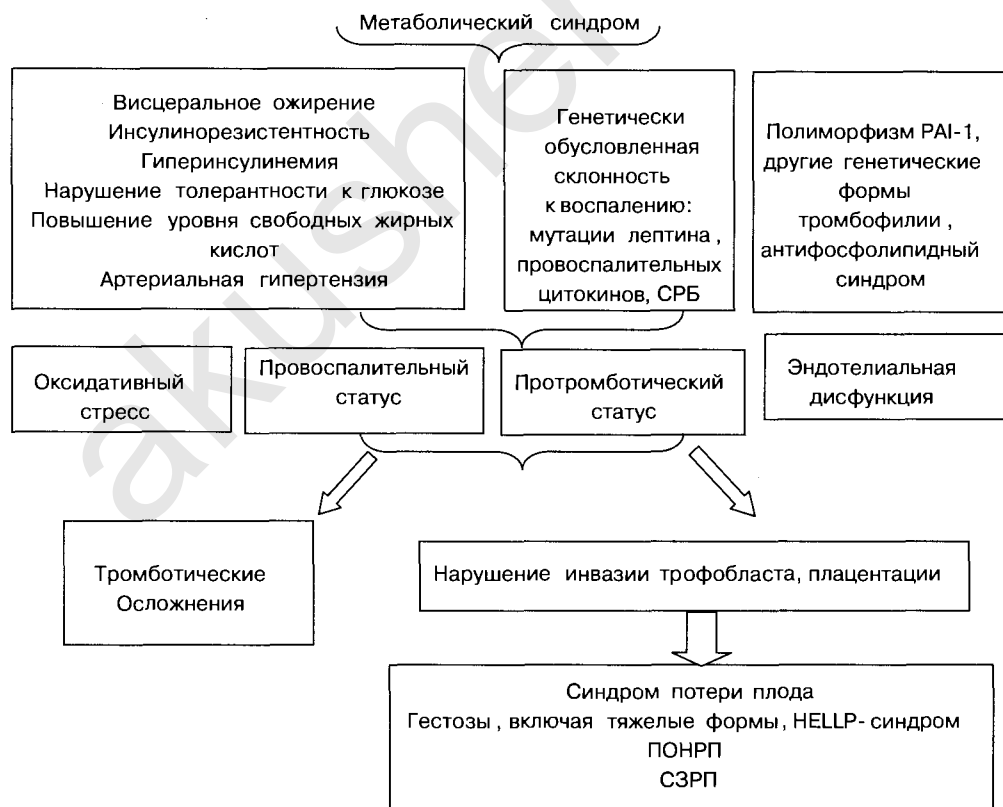 Метаболический синдром
Висцеральное ожирение
Инсулинорезистентность
Гиперинсулинемия
Нарушение толерантности к глюкозе
Повышение уровня свободных жирных
кислот
Артериальная гипертензия
Генетически
обусловленная
склонность
к воспалению:
мутации лептина,
провоспалительных
цитокинов, СРБ
Полиморфизм PAI-1,
другие генетические
формы
тромбофилии,
антифосфолипидный
синдром
Оксидативный
стресс
Провоспалительный
статус
Протромботический
статус
Эндотелиальная
дисфункция
Тромботические
Осложнения
Нарушение инвазии трофобласта, плацентации
Синдром потери плода
Гестозы, включая тяжелые формы, HELLP-синдром
ПОНРП
СЗРП
akusher